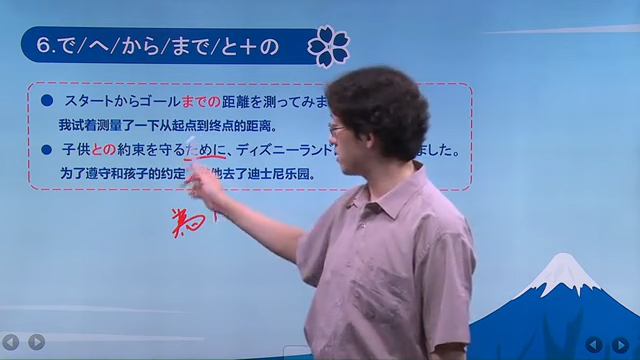 6.で/へ/から/まで/と＋の
● スタートからゴールまでの距離を測ってみま
我试着测量了一下从起点到终点的距离。
● 子供との約束を守るために、ディズニーランド ました。
为了遵守和孩子的约定 他去了迪士尼乐园。
為